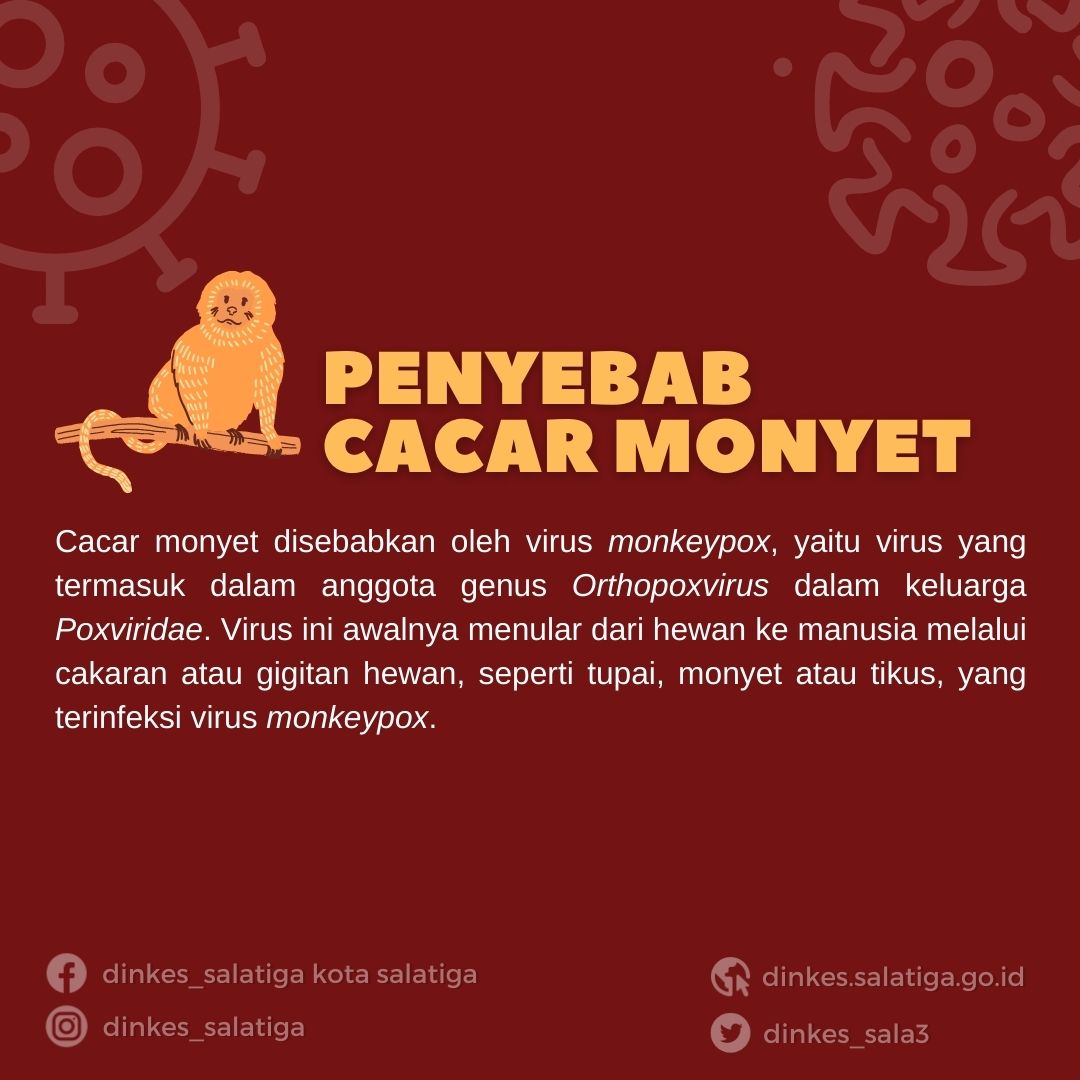 PENYEBAB
CACAR MONYET
Cacar monyet disebabkan oleh virus monkeypox, yaitu virus yang
termasuk dalam anggota genus Orthopoxvirus dalam keluarga
Poxviridae. Virus ini awalnya menular dari hewan ke manusia melalui
cakaran atau gigitan hewan, seperti tupai, monyet atau tikus, yang
terinfeksi virus monkeypox.
dinkes_salatiga kota salatiga
dinkes_salatiga
dinkes.salatiga.go.id
dinkes_sala3